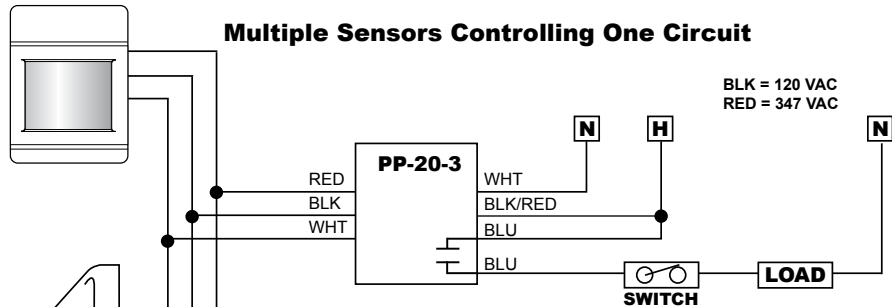 Multiple Sensors Controlling One Circuit
BLK = 120 VAC
RED = 347 VAC
N
H
N
PP-20-3
RED
WHT
BLK
BLK/RED
WHT
BLU
BLU
LOAD
SWITCH